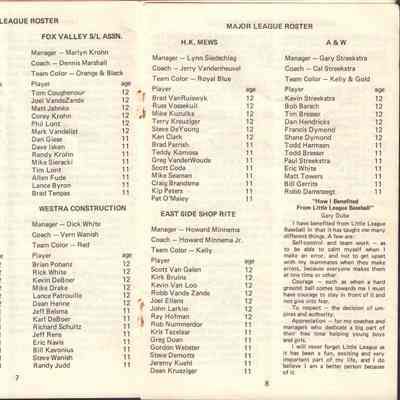 LEAGUE ROSTER
FOX VALLEY S/L ASSN.
Manager — Marlyn Krohn
Coach — Dennis Marshall
Team Color — Orange & Black
Player age
Tom Coughenour 12
Joel VandeZande 12
Matt Jahnke 12
Corey Krohn 12
Phil Lont 12
Mark Vandelist 12
Dan Giese 11
Dave Isken 11
Randy Krohn 11
Mike Sieracki 11
Tim Lont 11
Allen Fude 11
Lance Byron 11
Brad Tenpas 11
WESTRA CONSTRUCTION
Manager — Dick White
Coach — Vern Wanish
Team Color — Red
Player age
Brian Pohanz 12
Rick White 12
Kevin DeBoer 12
Mike Drake 12
Lance Patrouille 12
Dean Henne 12
Jeff Belsma 11
Karl DeBoer 11
Richard Schultz 11
Jeff Rens 11
Eric Navis 11
Bill Kavonius 11
Steve Wanish 11
Randy Judd 11
7
MAJOR LEAGUE ROSTER
H.K. MEWS
Manager — Lynn Siedschlag
Coach — Jerry Vandenheuvel
Team Color — Royal Blue
Player age
Brad VanRuiswyk 12
Russ Vossekuil 12
Mike Kuzulka 12
Terry Kreuziger 12
Steve DeYoung 12
Ken Clark 12
Brad Parrish 11
Teddy Konyosa 11
Greg VanderWoude 11
Scott Coda 11
Mike Seaman 11
Craig Brandsma 11
Kip Peters 11
Pat O'Maley 11
EAST SIDE SHOP RITE
Manager — Howard Minnema
Coach — Howard Minnema Jr.
Team Color — Kelly
Player age
Scott Van Galen 12
Kirk Bruins 12
Kevin Van Loo 12
Robb Vande Zande 12
Joel Ellens 12
John Larkin 12
Ray Hofman 12
Rob Nummerdor 11
Kris Tazelaar 11
Greg Doan 11
Gordon Webster 11
Steve Demotts 11
Jeremy Kuehl 11
Dean Krueziger 11
A & W
Manager — Gary Streekstra
Coach — Cal Streekstra
Team Color — Kelly & Gold
Player age
Kevin Streekstra 12
Bob Barach 12
Tim Bresser 12
Dan Hendricks 12
Francis Dymond 12
Shane Dymond 12
Todd Harmsen 11
Todd Bresser 11
Paul Streekstra 11
Eric White 11
Matt Towers 11
Bill Gerrits 11
Robb Damsteegt 11
"How I Benefited
From Little League Baseball"
Gary Duke
I have benefited from Little League
Baseball in that it has taught me many
different things. A few are:
Self-control and team work — as
to be able to calm myself when I
make an error, and not to get upset
with my teammates when they make
errors, because everyone makes them
at one time or other.
Courage — such as when a hard
ground ball comes towards me I must
have courage to stay in front of it and
not give into fear.
To respect — the decision of um-
pires and authority.
Appreciation — for my coaches and
managers who dedicate a big part of
their free time helping young boys
and girls.
I will never forget Little League as
it has been a fun, exciting and very
important part of my life, and I do
believe I am a better person because
of it.
8